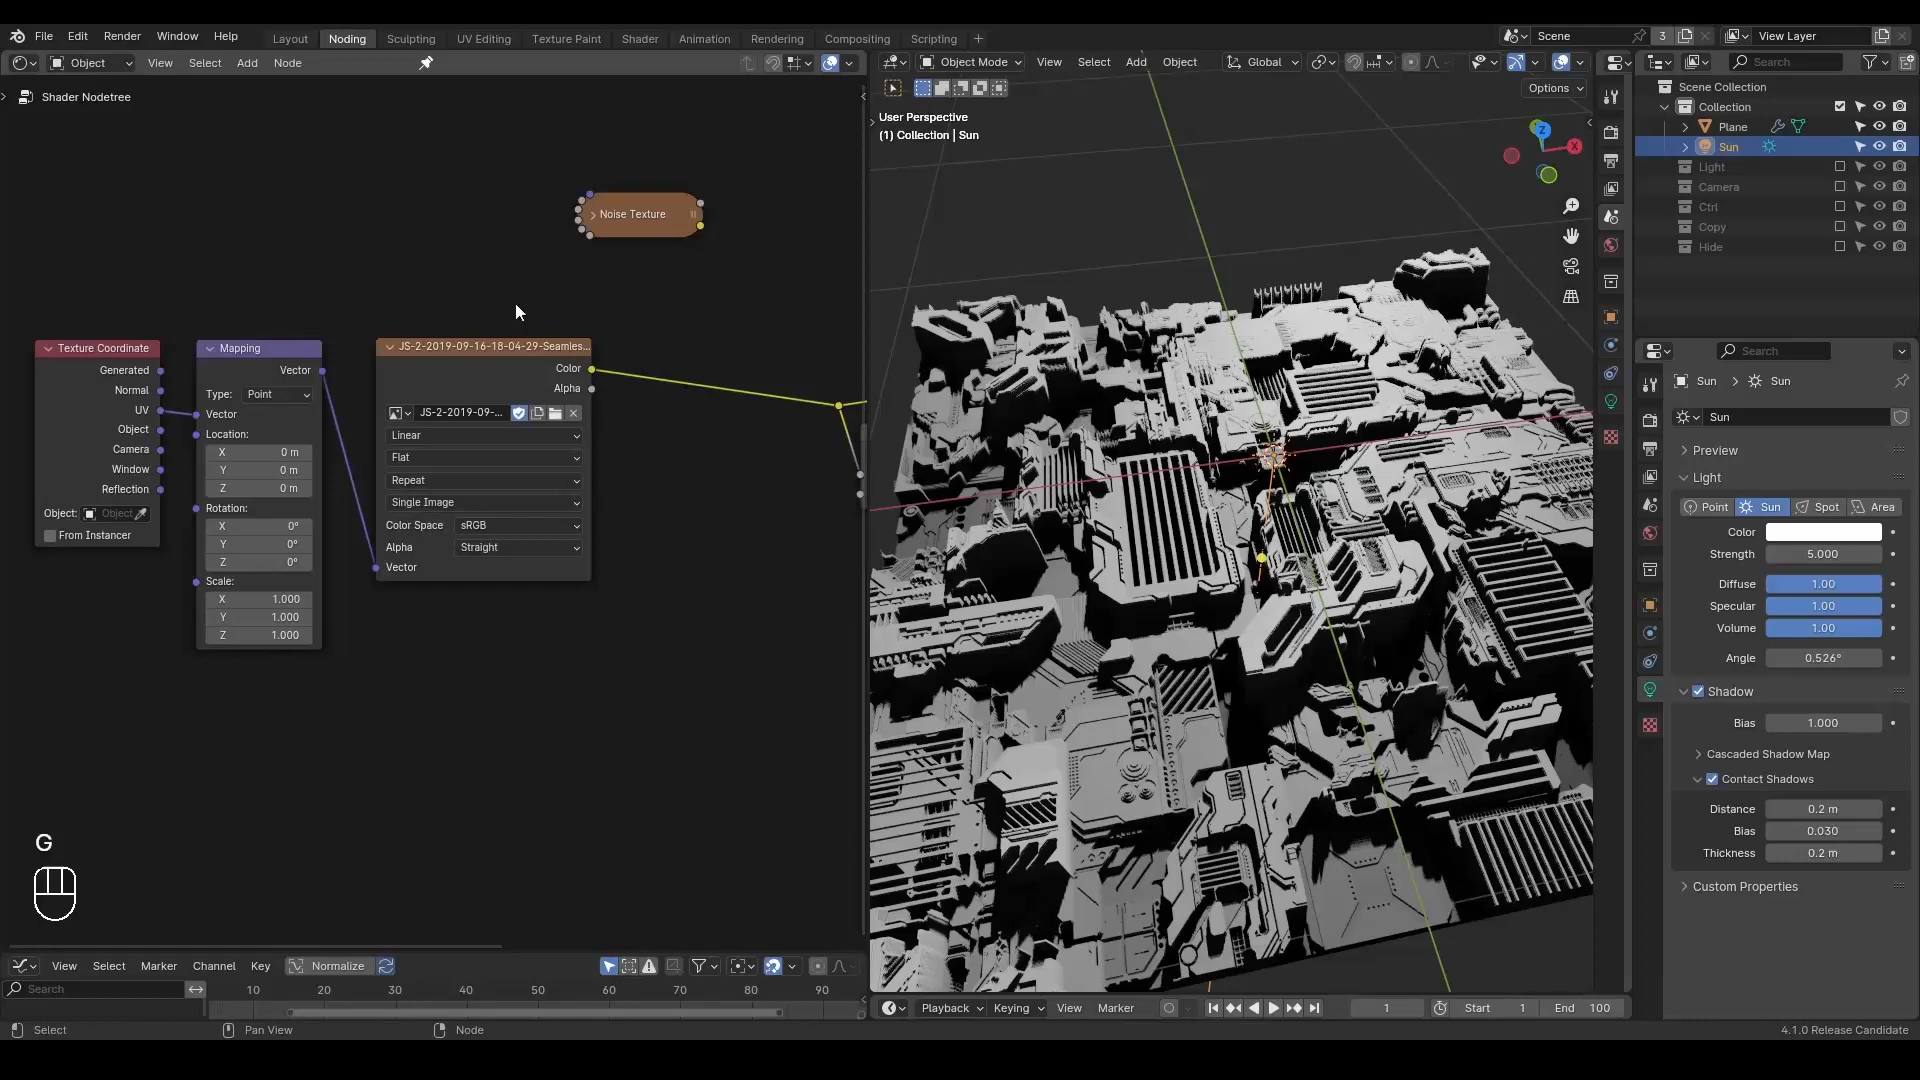 File Edit Render Window Help
Layout Noding Sculpting UV Editing Texture Paint Shader Animation Rendering Compositing Scripting +
Scene 3 View Layer
Object View Select Add Node
Object Mode View Select Add Object Global
Search
Options
Shader Nodetree
User Perspective
(1) Collection | Sun
Z
X
Scene Collection
Collection
Plane
Sun
Light
Camera
Ctrl
Copy
Hide
Noise Texture
Texture Coordinate
Generated
Normal
UV
Object
Camera
Window
Reflection
Object: Object
From Instancer
Mapping
Vector
Type: Point
Vector
Location:
X 0 m
Y 0 m
Z 0 m
Rotation:
X 0°
Y 0°
Z 0°
Scale:
X 1.000
Y 1.000
Z 1.000
JS-2-2019-09-16-18-04-29-Seamles...
Color
Alpha
JS-2-2019-09-...
Linear
Flat
Repeat
Single Image
Color Space sRGB
Alpha Straight
Vector
Search
Sun > Sun
Sun
Preview
Light
Point Sun Spot Area
Color
Strength 5.000
Diffuse 1.00
Specular 1.00
Volume 1.00
Angle 0.526°
Shadow
Bias 1.000
Cascaded Shadow Map
Contact Shadows
Distance 0.2 m
Bias 0.030
Thickness 0.2 m
Custom Properties
G
View Select Marker Channel Key Normalize
Search
10 20 30 40 50 60 70 80 90
Playback Keying View Marker 1 Start 1 End 100
Select Pan View Node
4.1.0 Release Candidate